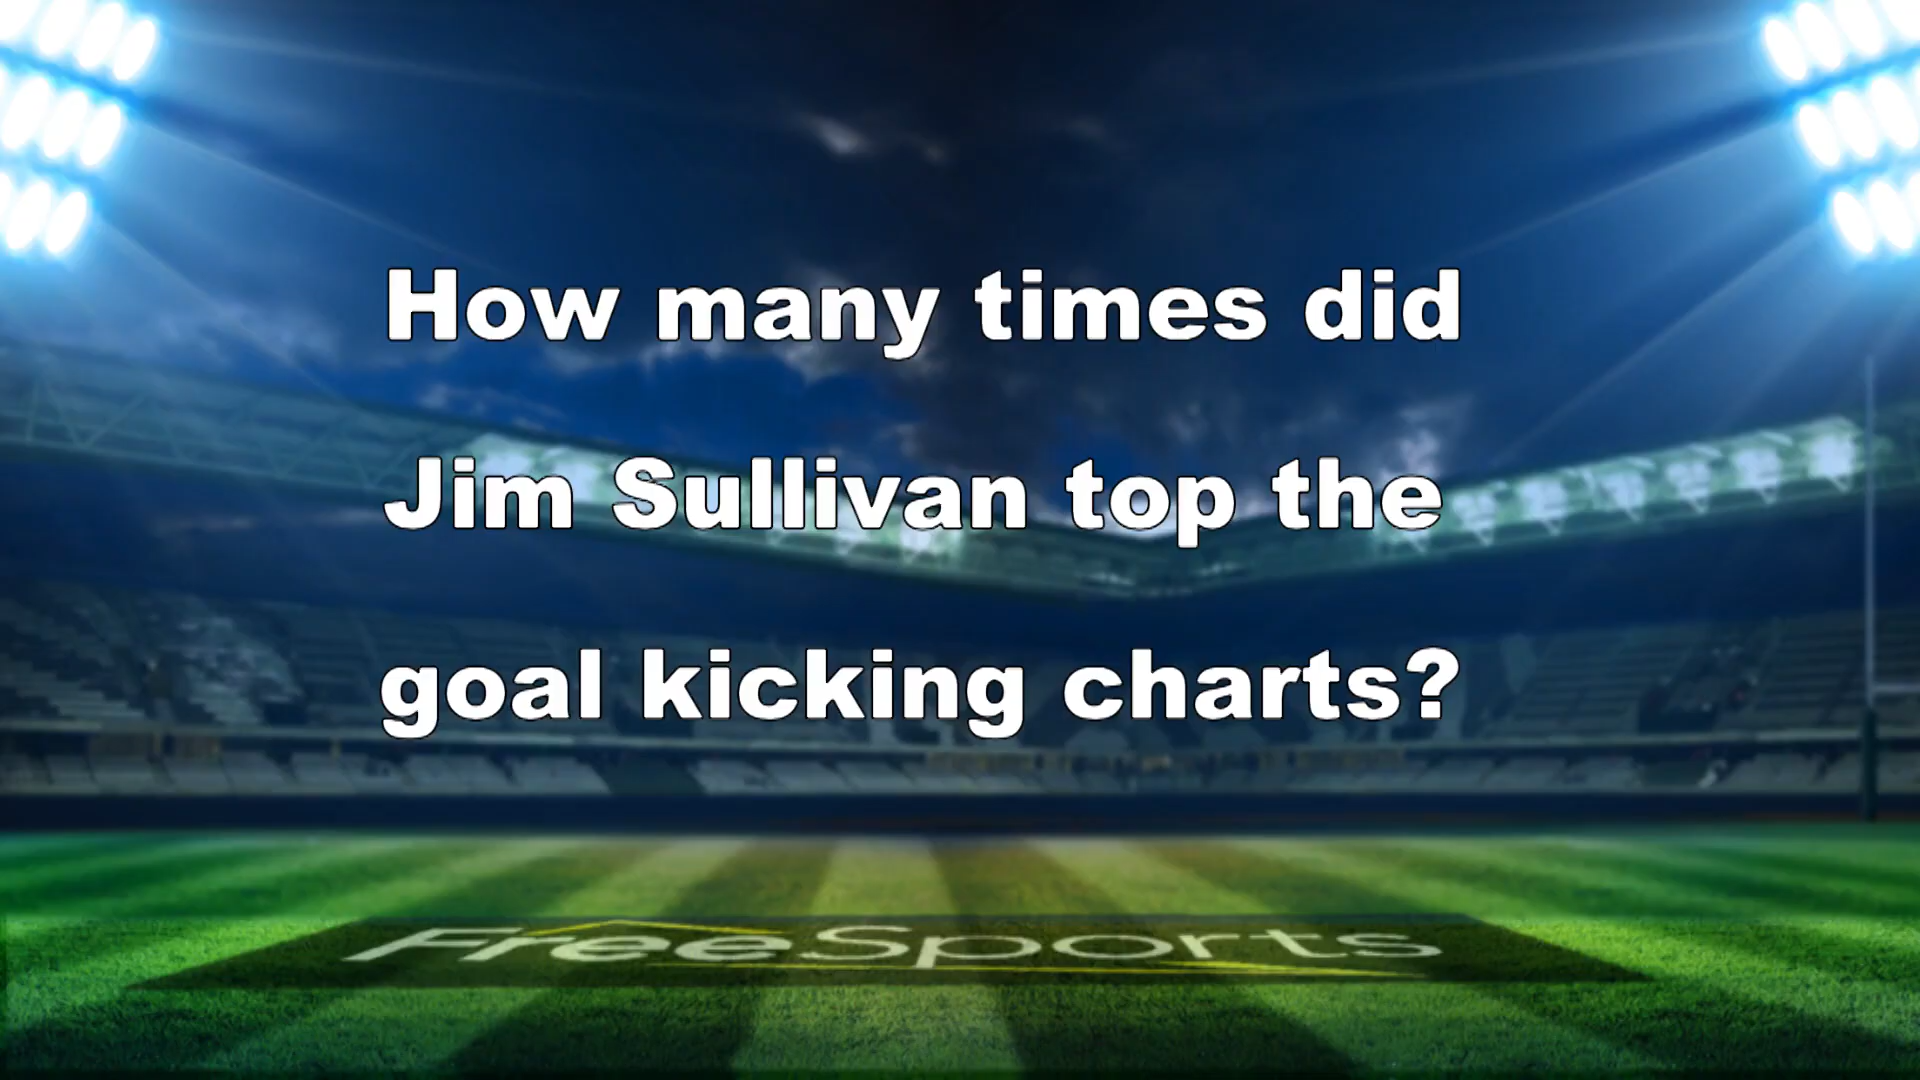 How many times did
Jim Sullivan top the
goal kicking charts?
FreeSports